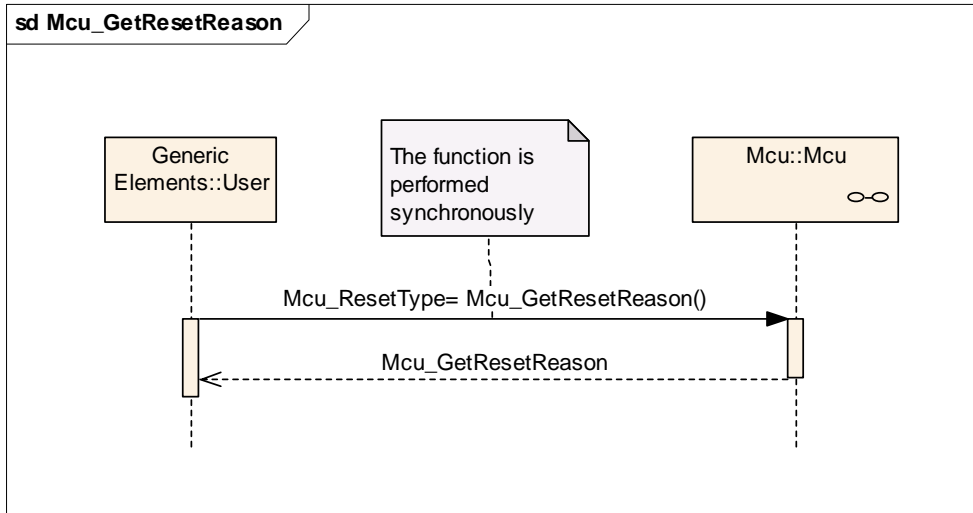 sd Mcu_GetResetReason
Generic
Elements::User
The function is
performed
synchronously
Mcu::Mcu
Mcu_ResetType= Mcu_GetResetReason()
Mcu_GetResetReason